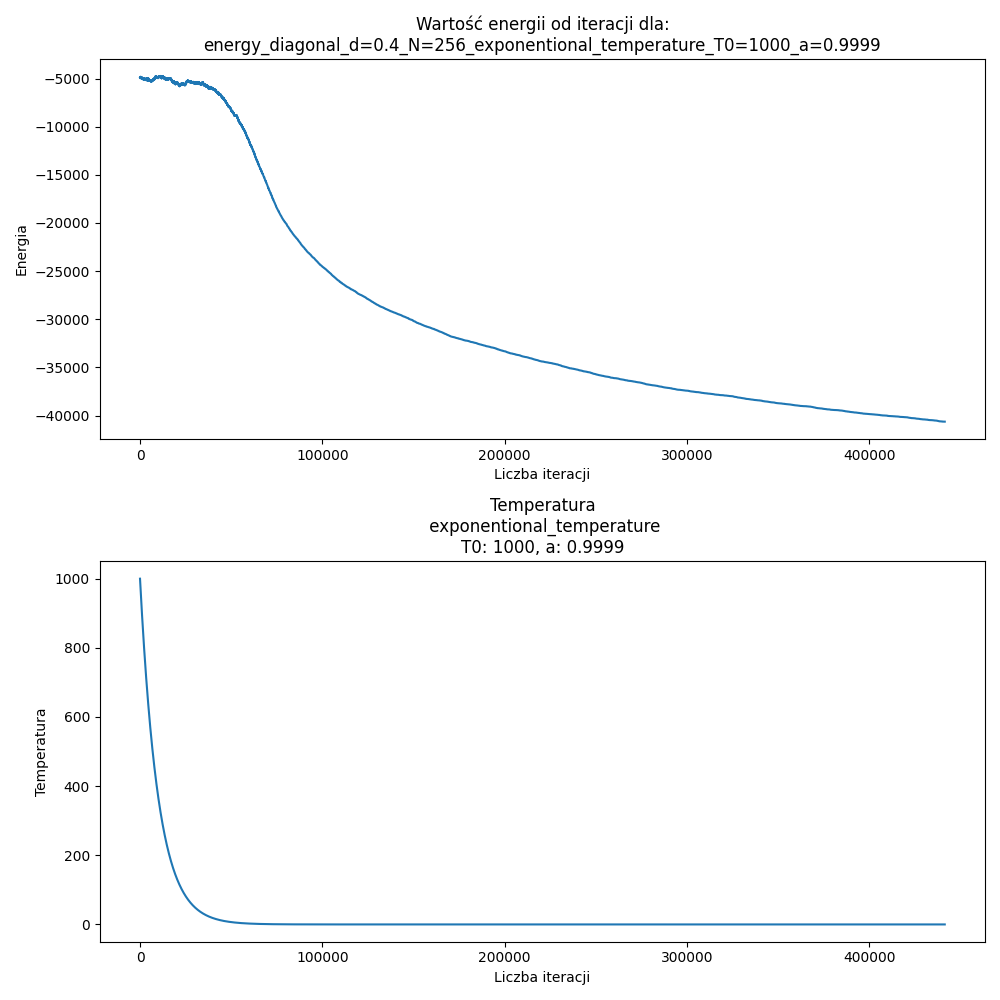 Wartość energii od iteracji dla:
energy_diagonal_d=0.4_N=256_exponentional_temperature_T0=1000_a=0.9999
−5000
−10000
−15000
−20000
−25000
−30000
−35000
−40000
Energia
0 100000 200000 300000 400000
Liczba iteracji
Temperatura
exponentional_temperature
T0: 1000, a: 0.9999
1000
800
600
400
200
0
Temperatura
0 100000 200000 300000 400000
Liczba iteracji